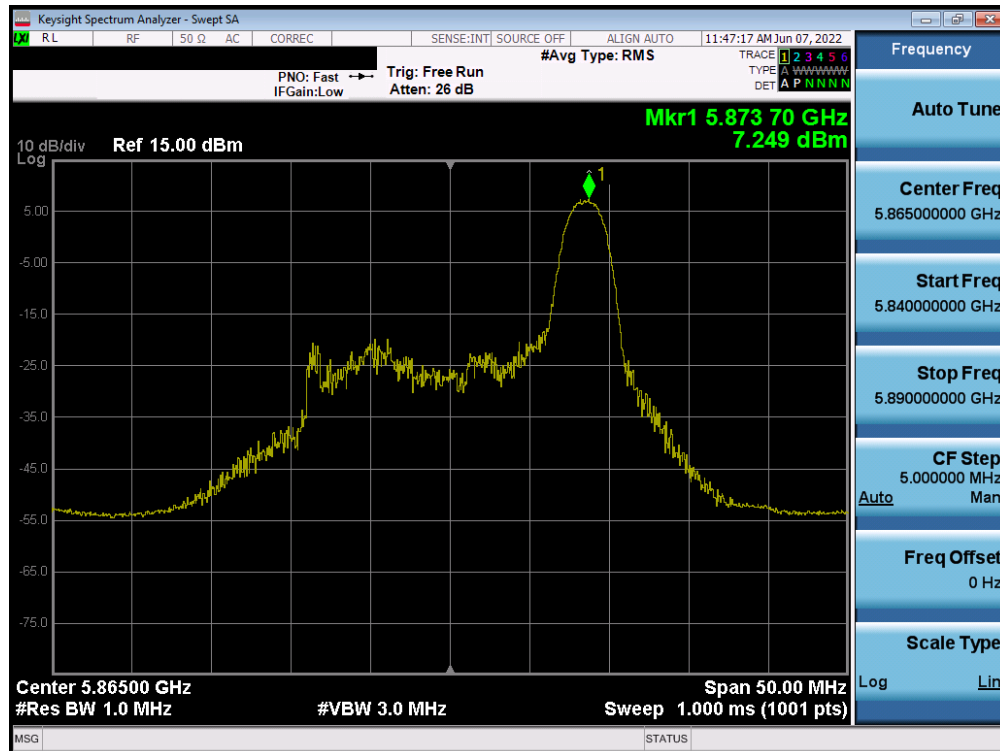 Keysight Spectrum Analyzer - Swept SA
LXI RL RF 50 Ω AC CORREC SENSE:INT SOURCE OFF ALIGN AUTO 11:47:17 AM Jun 07, 2022
#Avg Type: RMS
TRACE 1 2 3 4 5 6
PNO: Fast Trig: Free Run
TYPE A WWWWW
IFGain:Low Atten: 26 dB
DET A P N N N N
Mkr1 5.873 70 GHz
7.249 dBm
10 dB/div Ref 15.00 dBm
Log
1
5.00
-5.00
-15.0
-25.0
-35.0
-45.0
-55.0
-65.0
-75.0
Center 5.86500 GHz Span 50.00 MHz
#Res BW 1.0 MHz #VBW 3.0 MHz Sweep 1.000 ms (1001 pts)
MSG STATUS
Frequency
Auto Tune
Center Freq
5.865000000 GHz
Start Freq
5.840000000 GHz
Stop Freq
5.890000000 GHz
CF Step
5.000000 MHz
Auto Man
Freq Offset
0 Hz
Scale Type
Log Lin